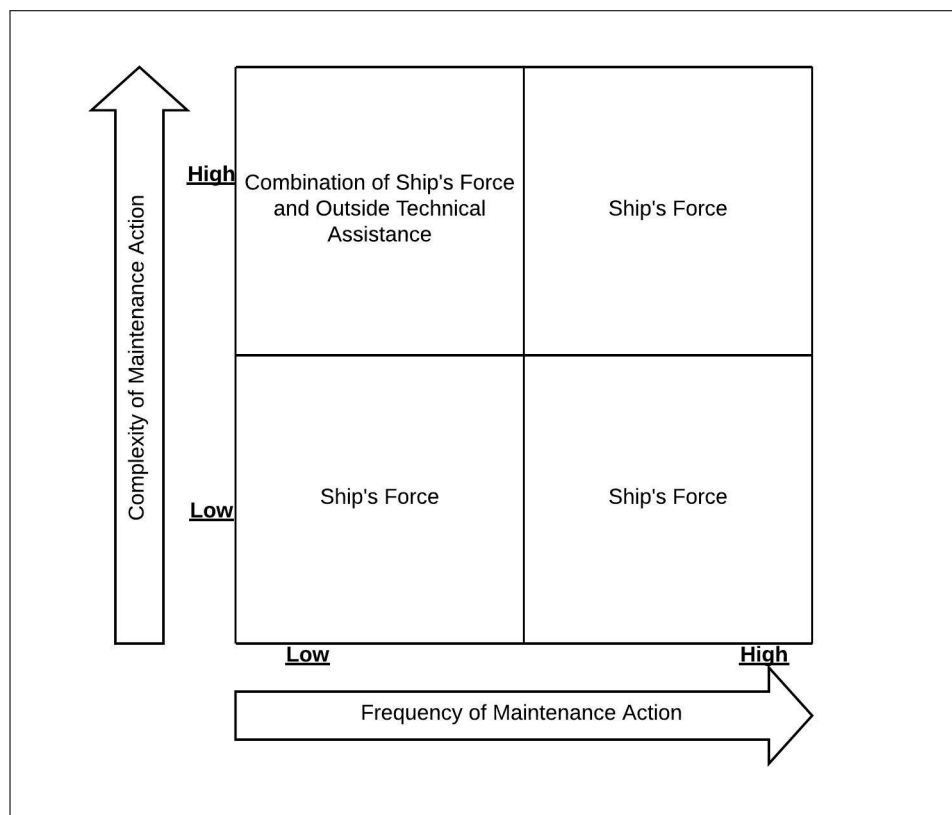 High
Combination of Ship's Force
and Outside Technical
Assistance
Ship's Force
Complexity of Maintenance Action
Low
Ship's Force
Ship's Force
Low
High
Frequency of Maintenance Action